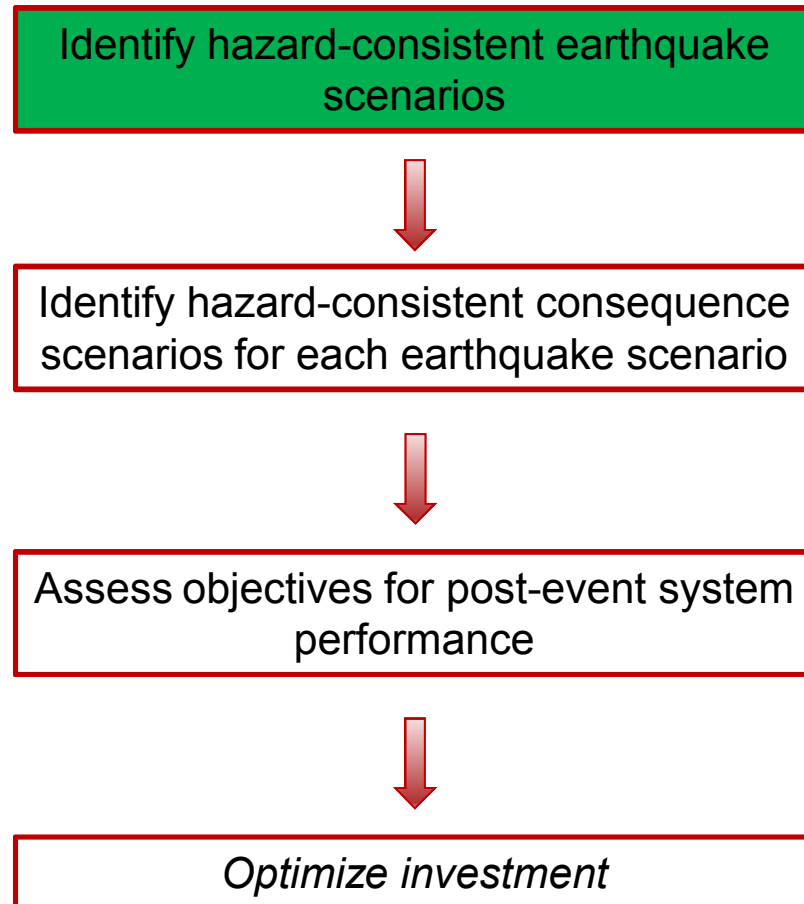 Identify hazard-consistent earthquake
scenarios
Identify hazard-consistent consequence
scenarios for each earthquake scenario
Assess objectives for post-event system
performance
Optimize investment